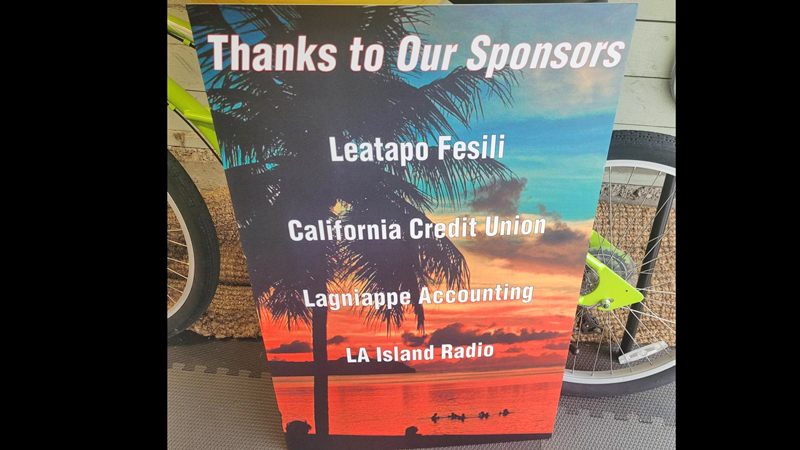 Thanks to Our Sponsors
Leatapo Fesili
California Credit Union
Lagniappe Accounting
LA Island Radio